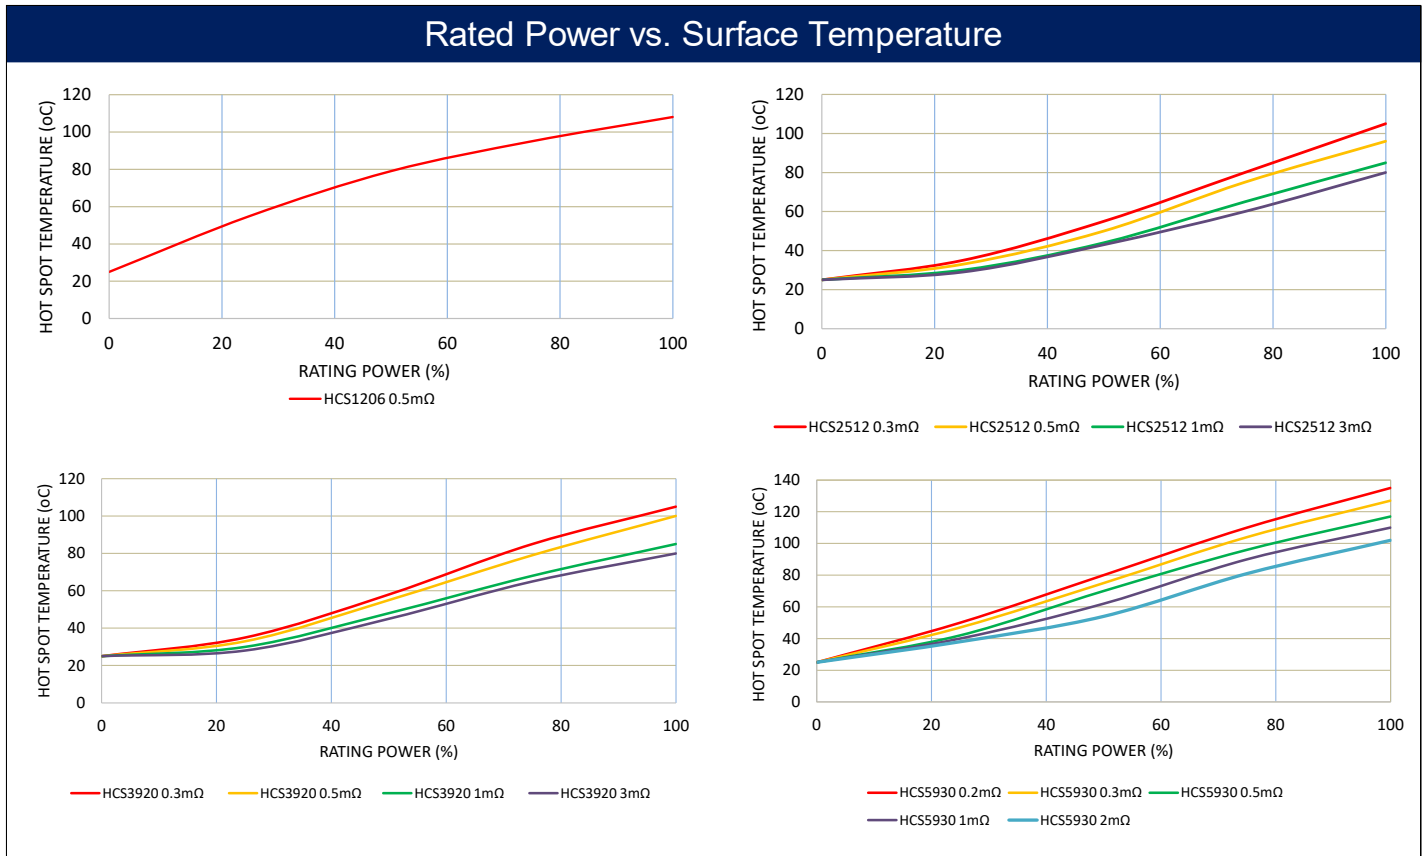 Rated Power vs. Surface Temperature
HOT SPOT TEMPERATURE (oC)
120
100
80
60
40
20
0
0 20 40 60 80 100
RATING POWER (%)
HCS1206 0.5mΩ
HOT SPOT TEMPERATURE (oC)
120
100
80
60
40
20
0
0 20 40 60 80 100
RATING POWER (%)
HCS2512 0.3mΩ HCS2512 0.5mΩ HCS2512 1mΩ HCS2512 3mΩ
HOT SPOT TEMPERATURE (oC)
120
100
80
60
40
20
0
0 20 40 60 80 100
RATING POWER (%)
HCS3920 0.3mΩ HCS3920 0.5mΩ HCS3920 1mΩ HCS3920 3mΩ
HOT SPOT TEMPERATURE (oC)
140
120
100
80
60
40
20
0
0 20 40 60 80 100
RATING POWER (%)
HCS5930 0.2mΩ HCS5930 0.3mΩ HCS5930 0.5mΩ
HCS5930 1mΩ HCS5930 2mΩ